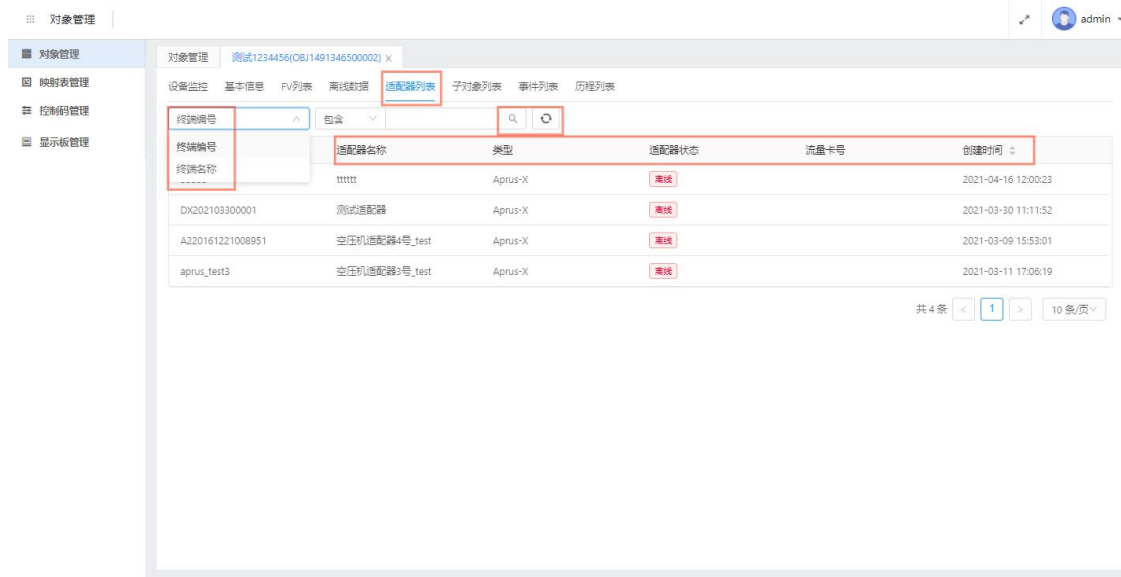 对象管理
admin
对象管理
映射表管理
控制码管理
显示板管理
对象管理 测试1234456(OBJ1491346500002) ×
设备监控 基本信息 FV列表 离线数据 适配器列表 子对象列表 事件列表 历程列表
终端编号 包含
终端编号
终端名称
适配器名称 类型 适配器状态 流量卡号 创建时间
tttttt Aprus-X 离线 2021-04-16 12:00:23
DX202103300001 测试适配器 Aprus-X 离线 2021-03-30 11:11:52
A220161221008951 空压机适配器4号_test Aprus-X 离线 2021-03-09 15:53:01
aprus_test3 空压机适配器3号_test Aprus-X 离线 2021-03-11 17:06:19
共 4 条 < 1 > 10 条/页